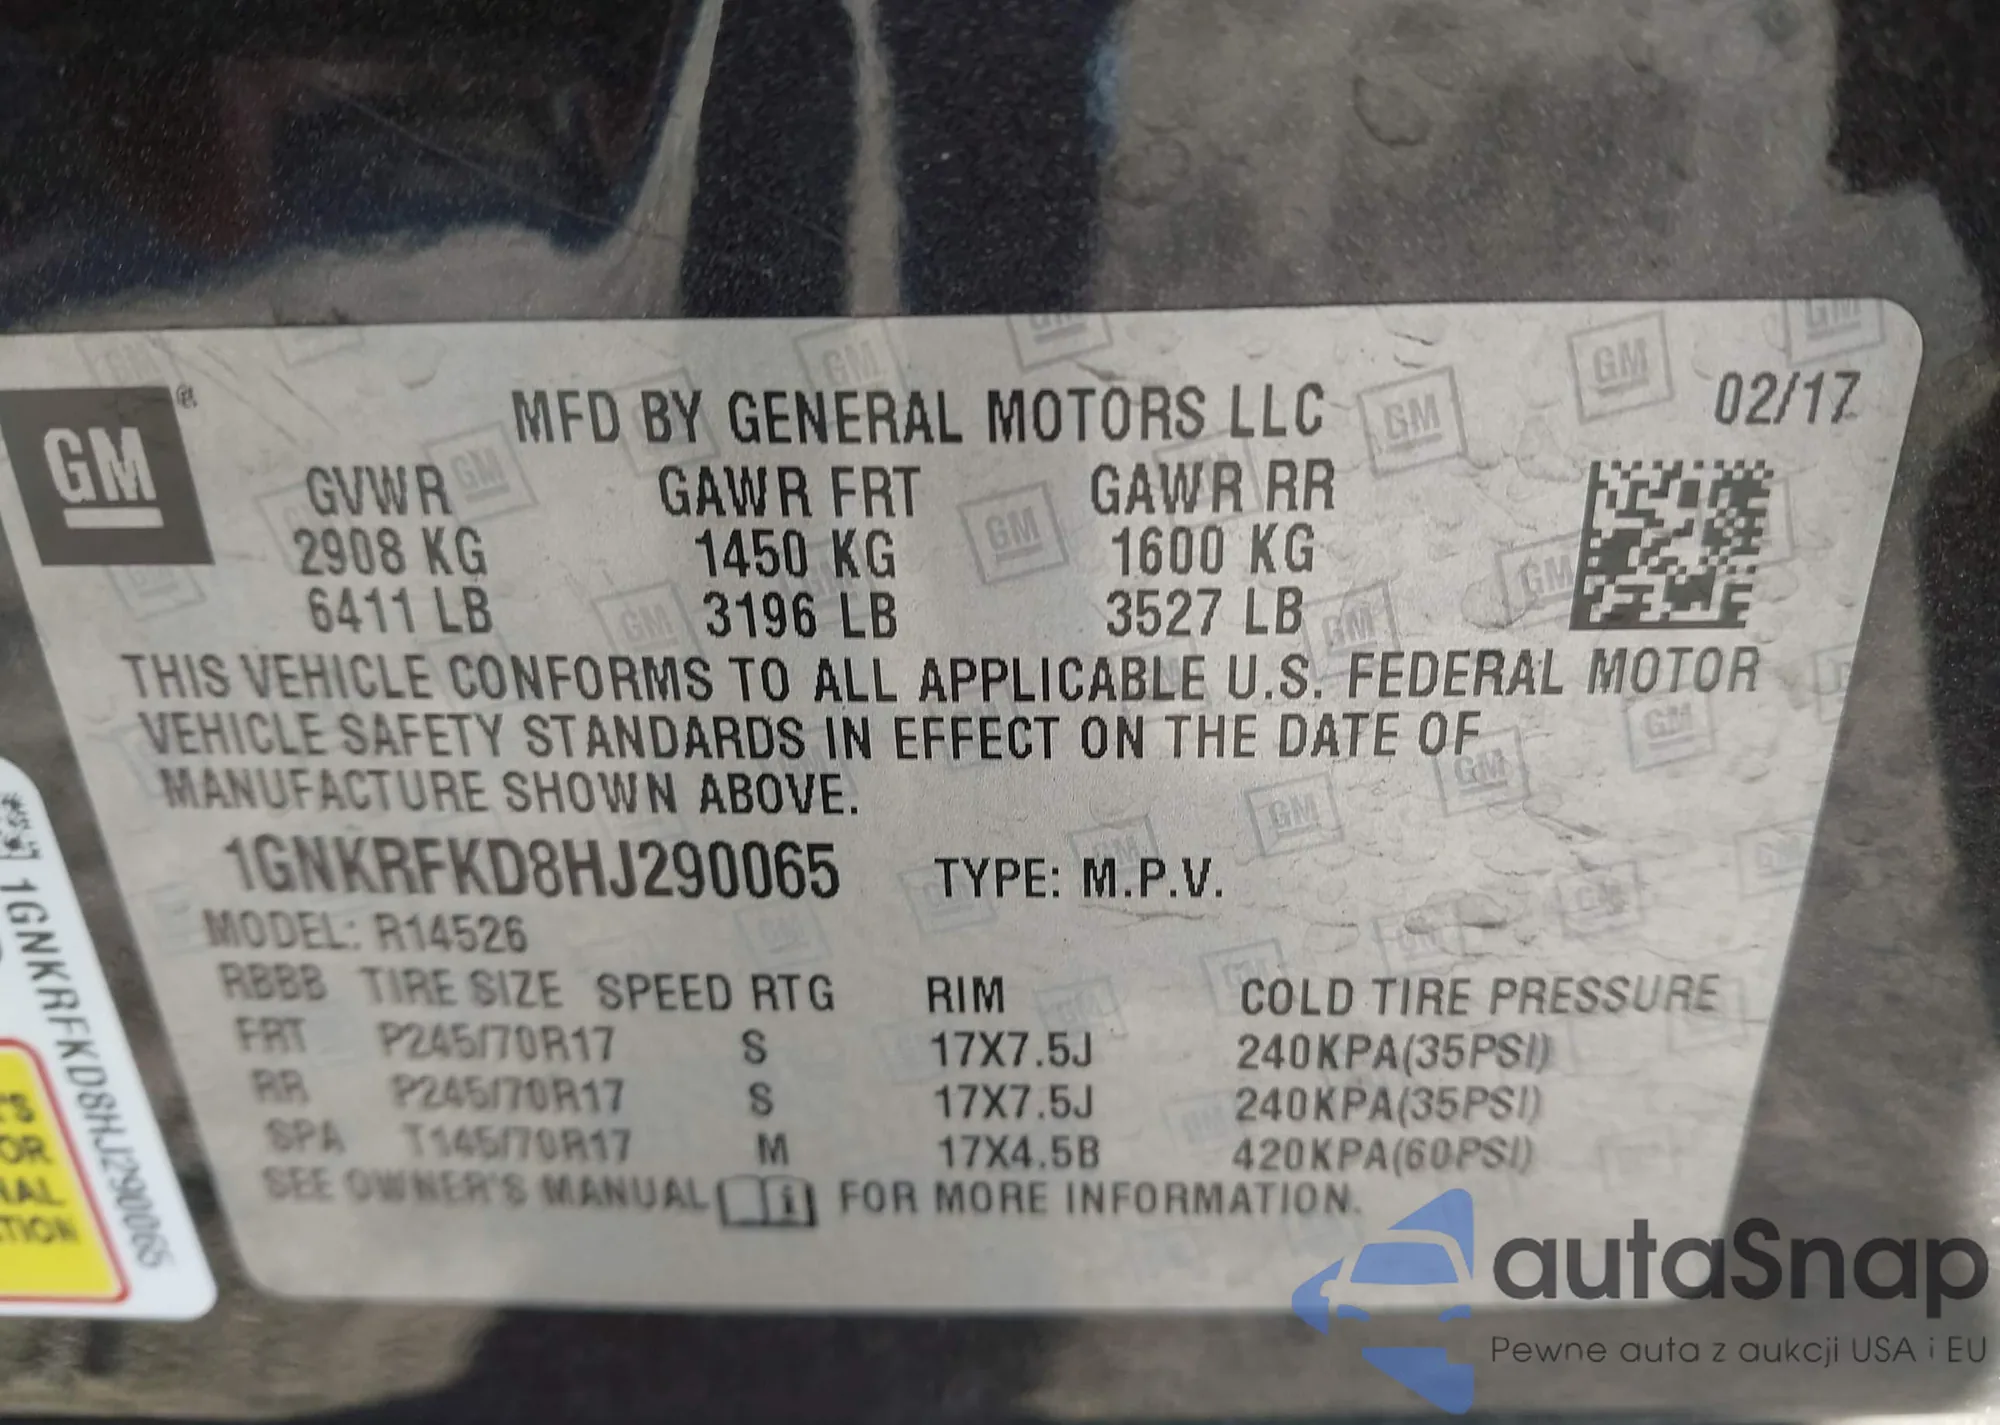 GM ®
MFD BY GENERAL MOTORS LLC
02/17
GVWR GAWR FRT GAWR RR
2908 KG 1450 KG 1600 KG
6411 LB 3196 LB 3527 LB
THIS VEHICLE CONFORMS TO ALL APPLICABLE U.S. FEDERAL MOTOR
VEHICLE SAFETY STANDARDS IN EFFECT ON THE DATE OF
MANUFACTURE SHOWN ABOVE.
1GNKRFKD8HJ290065 TYPE: M.P.V.
MODEL: R14526
RBBB TIRE SIZE SPEED RTG RIM COLD TIRE PRESSURE
FRT P245/70R17 S 17X7.5J 240KPA(35PSI)
RR P245/70R17 S 17X7.5J 240KPA(35PSI)
SPA T145/70R17 M 17X4.5B 420KPA(60PSI)
SEE OWNER'S MANUAL FOR MORE INFORMATION.
1GNKRFKD8HJ290065
autaSnap
Pewne auta z aukcji USA i EU